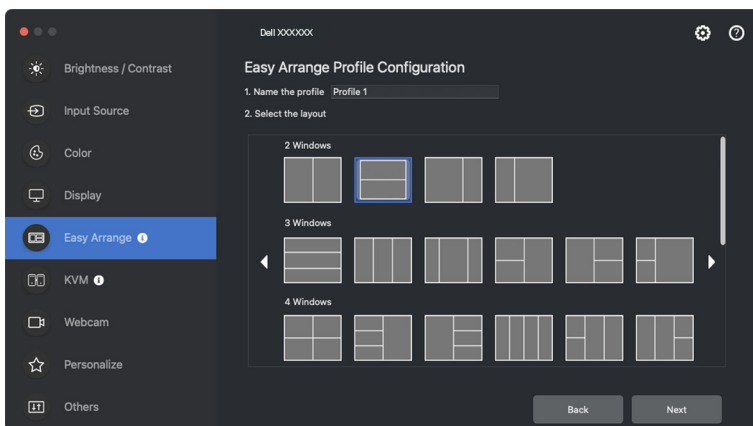 Dell XXXXXX
Brightness / Contrast
Input Source
Color
Display
Easy Arrange
KVM
Webcam
Personalize
Others
Easy Arrange Profile Configuration
1. Name the profile Profile 1
2. Select the layout
2 Windows
3 Windows
4 Windows
Back Next